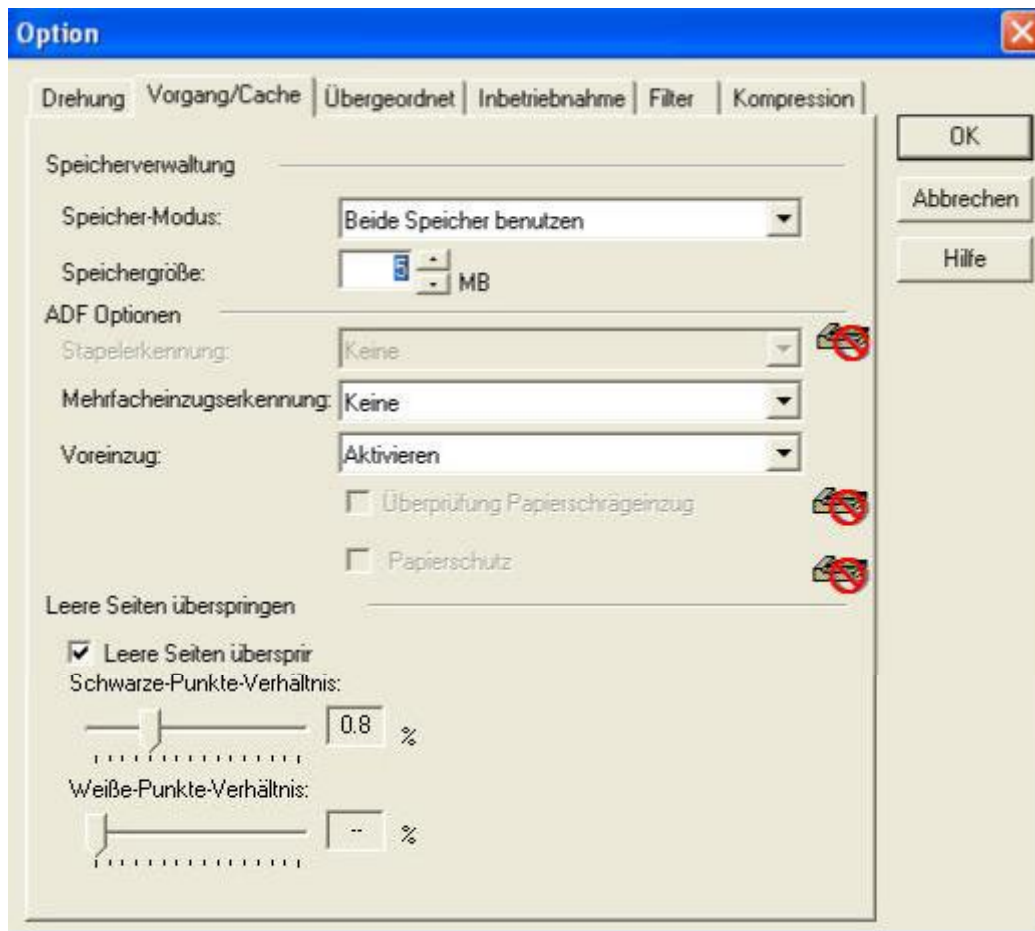 Option
Drehung Vorgang/Cache Übergeordnet Inbetriebnahme Filter Kompression
OK
Abbrechen
Hilfe
Speicherverwaltung
Speicher-Modus: Beide Speicher benutzen
Speichergröße: 5 MB
ADF Optionen
Stapelerkennung: Keine
Mehrfacheinzugserkennung: Keine
Voreinzug: Aktivieren
Überprüfung Papierschrägeinzug
Papierschutz
Leere Seiten überspringen
Leere Seiten übersprir
Schwarze-Punkte-Verhältnis:
0.8 %
Weiße-Punkte-Verhältnis:
-- %